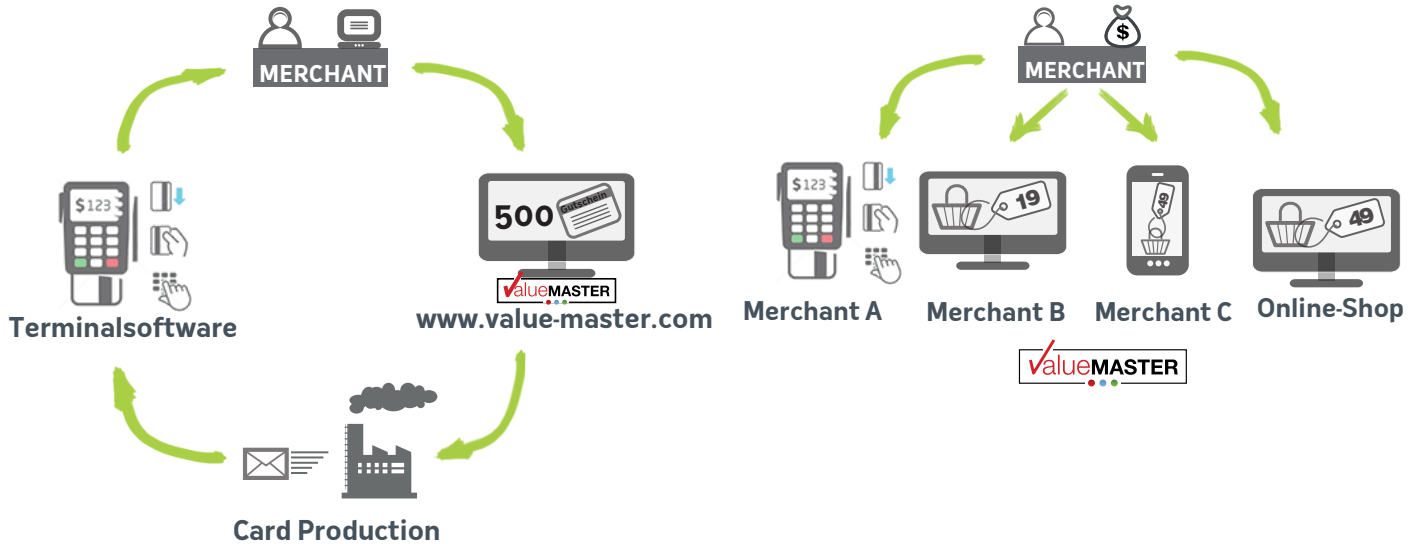 MERCHANT
$123
Terminalsoftware
500
Gutschein
ValueMASTER
www.value-master.com
Card Production
$
MERCHANT
$123
19
49
49
Merchant A
Merchant B
Merchant C
Online-Shop
ValueMASTER